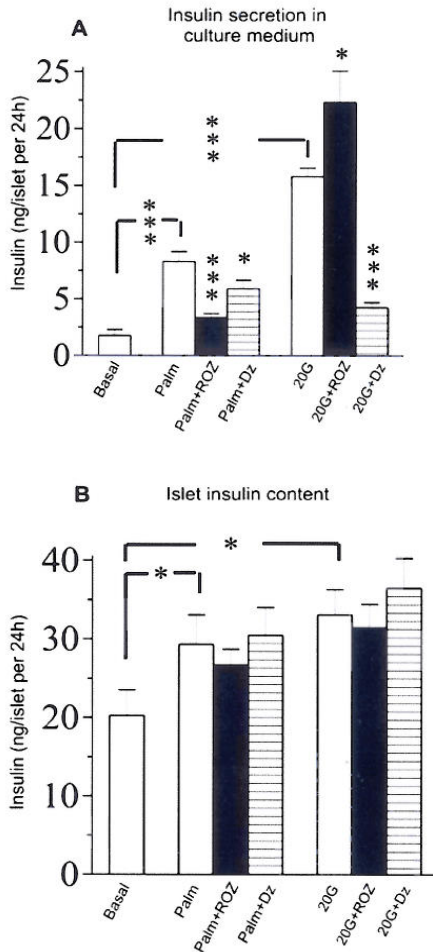 A
Insulin secretion in
culture medium
Insulin (ng/islet per 24h)
25
20
15
10
5
0
***
***
***
*
*
***
Basal
Palm
Palm+ROZ
Palm+Dz
20G
20G+ROZ
20G+Dz
B
Islet insulin content
Insulin (ng/islet per 24h)
40
30
20
10
0
*
*
Basal
Palm
Palm+ROZ
Palm+Dz
20G
20G+ROZ
20G+Dz